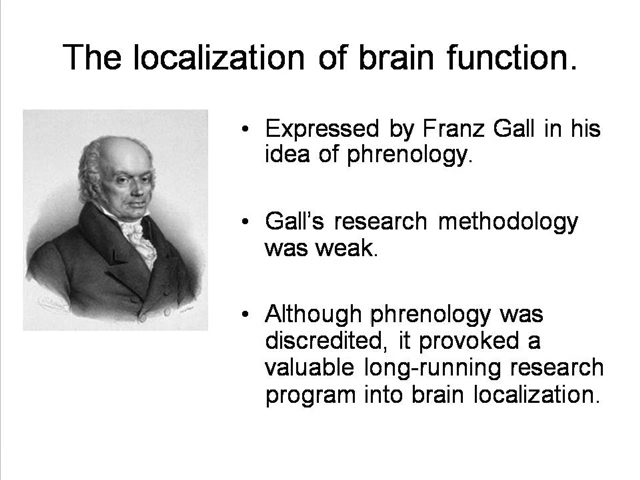 The localization of brain function.
• Expressed by Franz Gall in his
idea of phrenology.
• Gall's research methodology
was weak.
• Although phrenology was
discredited, it provoked a
valuable long-running research
program into brain localization.